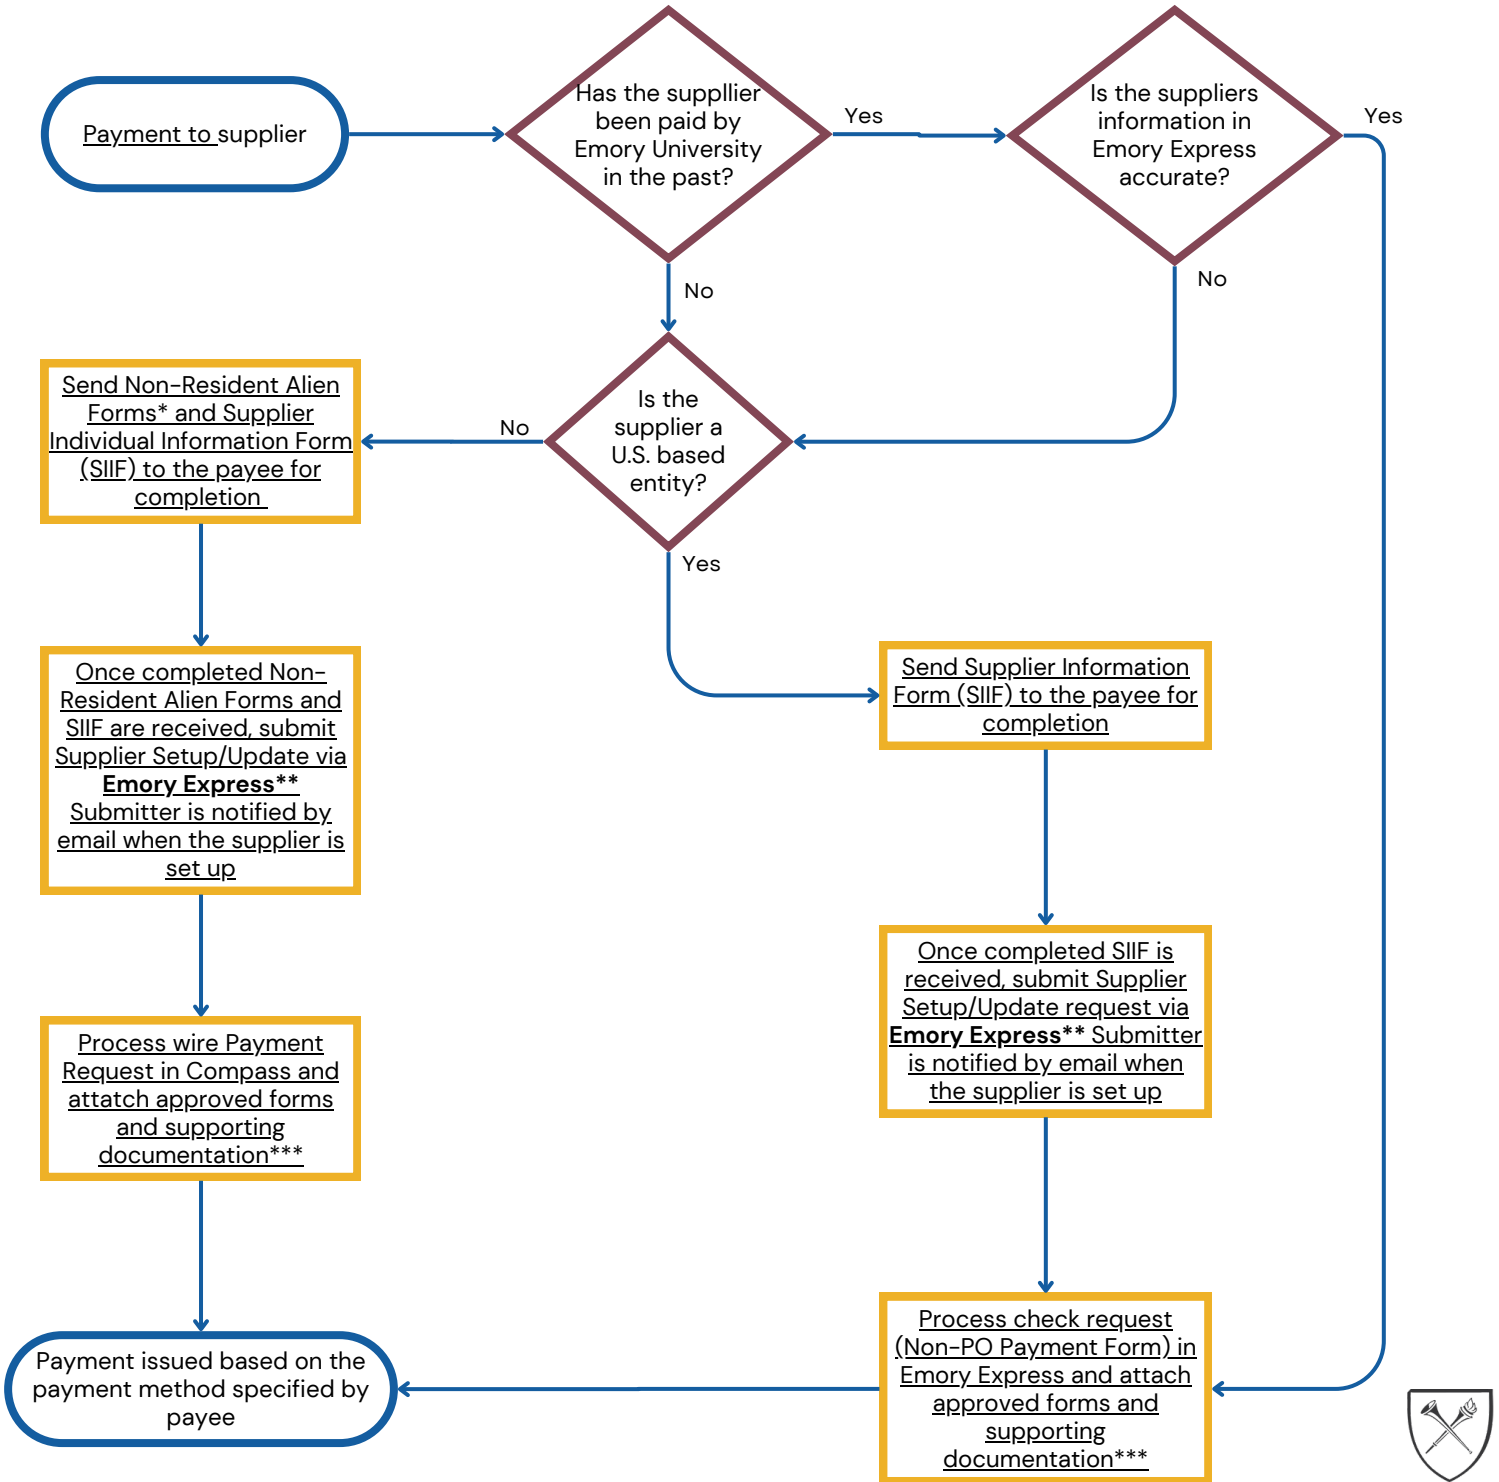 Payment to supplier
Has the suppllier
been paid by
Emory University
in the past?
Yes
Is the suppliers
information in
Emory Express
accurate?
Yes
No
No
Is the
supplier a
U.S. based
entity?
No
Yes
Send Non-Resident Alien
Forms* and Supplier
Individual Information Form
(SIIF) to the payee for
completion
Once completed Non-
Resident Alien Forms and
SIIF are received, submit
Supplier Setup/Update via
Emory Express**
Submitter is notified by
email when the supplier is
set up
Process wire Payment
Request in Compass and
attatch approved forms
and supporting
documentation***
Send Supplier Information
Form (SIIF) to the payee for
completion
Once completed SIIF is
received, submit Supplier
Setup/Update request via
Emory Express** Submitter
is notified by email when
the supplier is set up
Process check request
(Non-PO Payment Form) in
Emory Express and attach
approved forms and
supporting
documentation***
Payment issued based on the
payment method specified by
payee